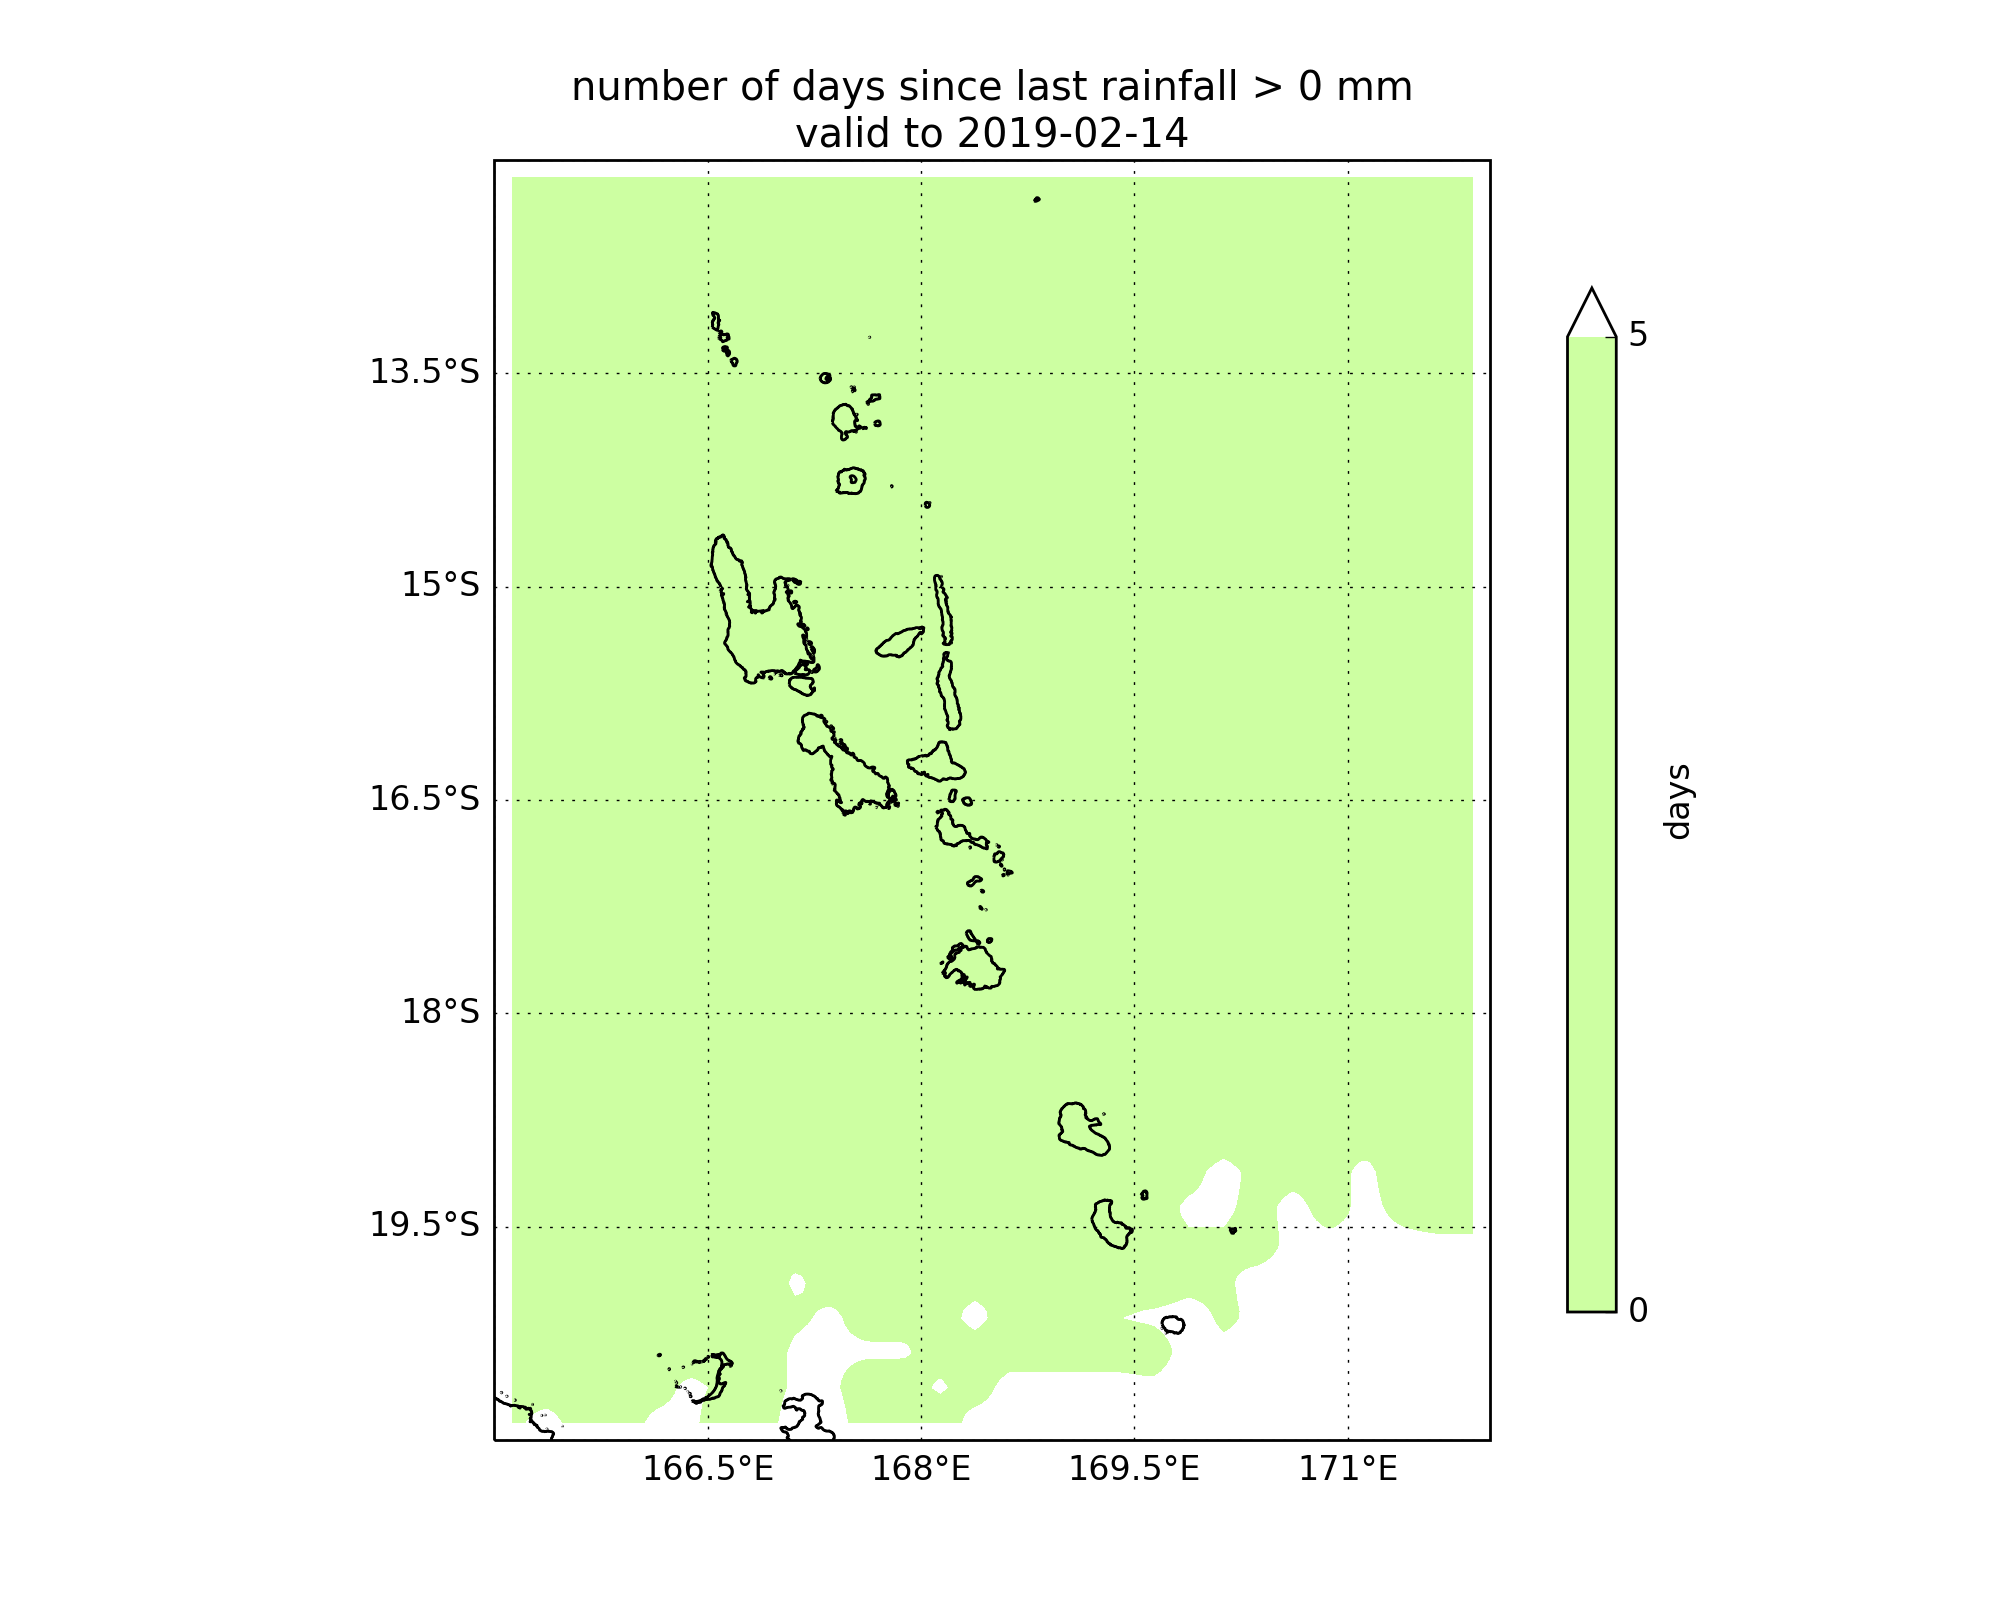 number of days since last rainfall > 0 mm
valid to 2019-02-14
13.5°S
15°S
16.5°S
18°S
19.5°S
166.5°E
168°E
169.5°E
171°E
5
0
days